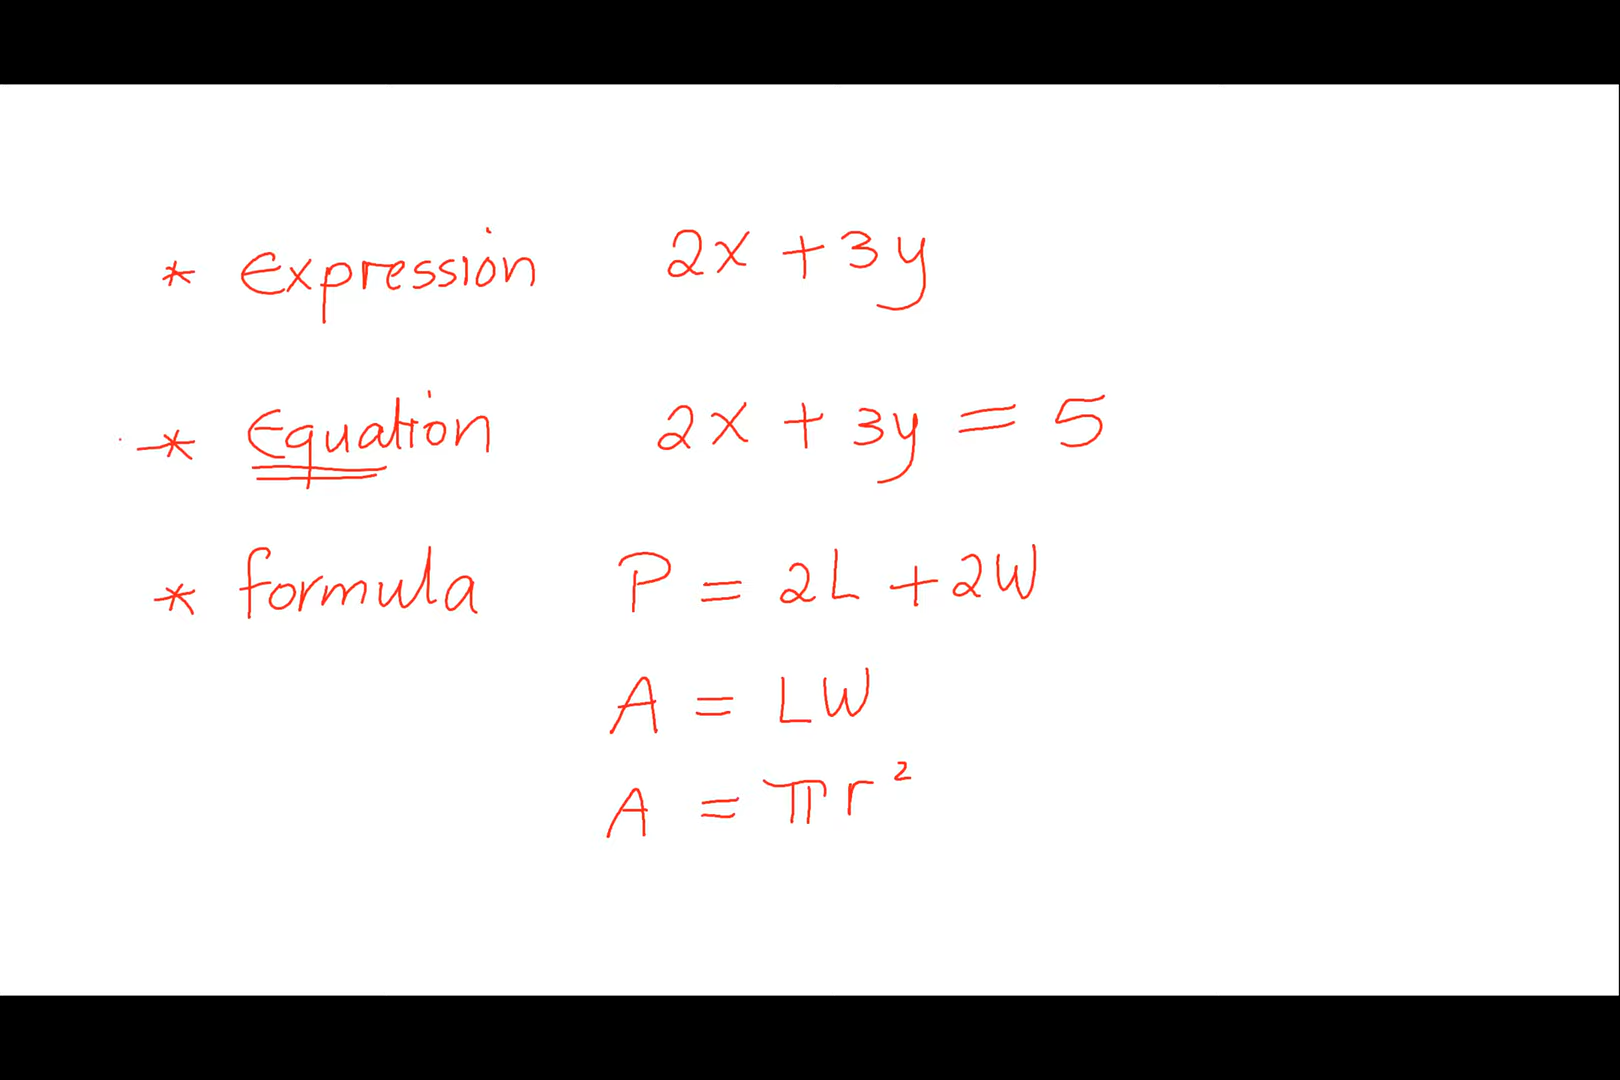 * Expression 2x + 3y
* Equation 2x + 3y = 5
* formula P = 2L + 2W
A = LW
A = πr²